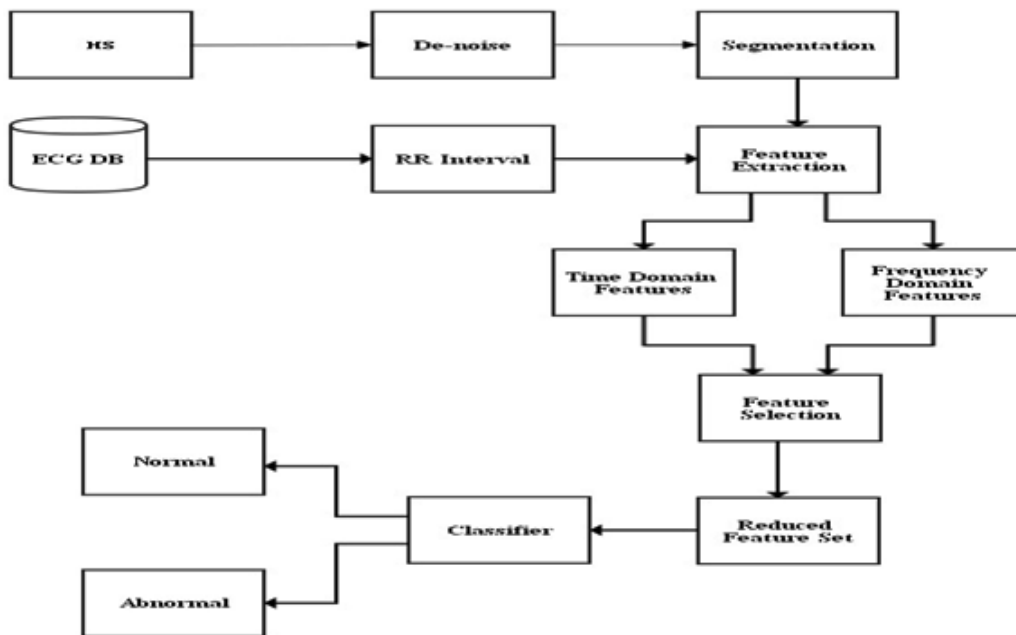 HS
De-noise
Segmentation
ECG DB
RR Interval
Feature
Extraction
Time Domain
Features
Frequency
Domain
Features
Feature
Selection
Normal
Classifier
Reduced
Feature Set
Abnormal